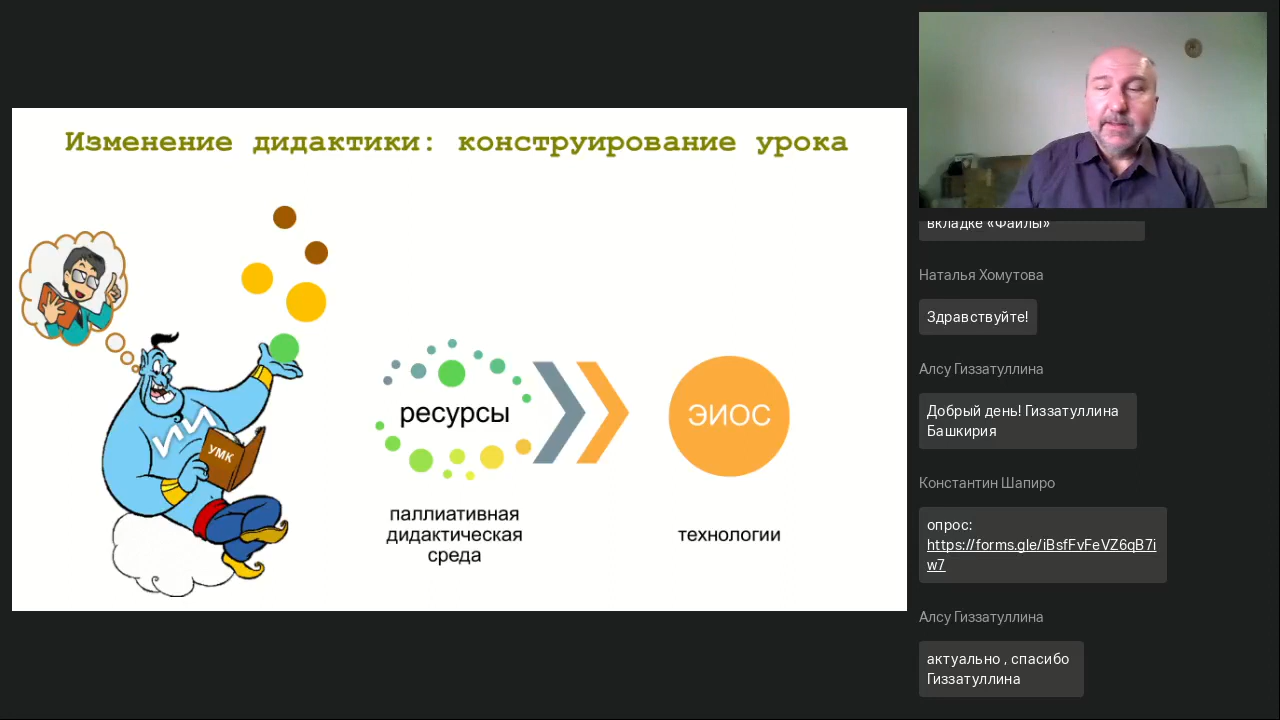 Изменение дидактики: конструирование урока
ИИ
УМК
ресурсы
ЭИОС
паллиативная
дидактическая
среда
технологии
вкладке «Файлы»
Наталья Хомутова
Здравствуйте!
Алсу Гиззатуллина
Добрый день! Гиззатуллина
Башкирия
Константин Шапиро
опрос:
https://forms.gle/iBsfFvFeVZ6qB7i
w7
Алсу Гиззатуллина
актуально , спасибо
Гиззатуллина